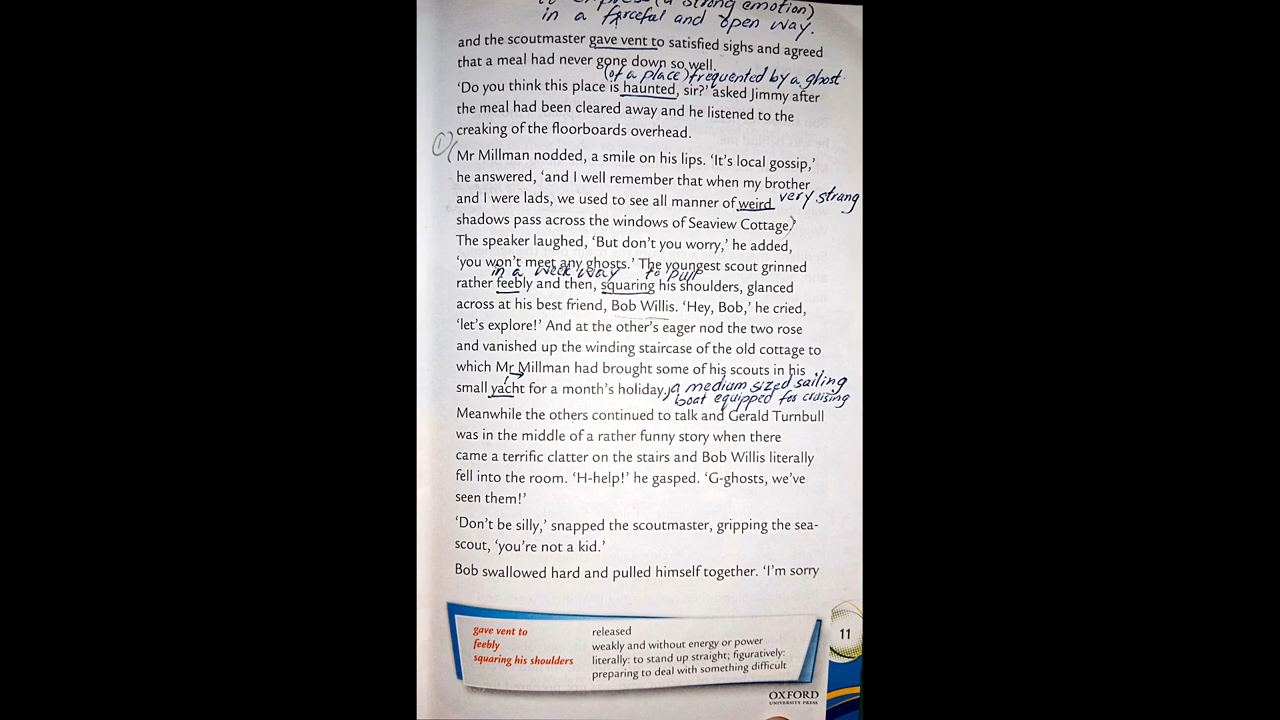 to express (a strong emotion)
in a forceful and open way.
and the scoutmaster gave vent to satisfied sighs and agreed
that a meal had never gone down so well.
(of a place) frequented by a ghost.
‘Do you think this place is haunted, sir?’ asked Jimmy after
the meal had been cleared away and he listened to the
creaking of the floorboards overhead.
①
Mr Millman nodded, a smile on his lips. ‘It’s local gossip,’
he answered, ‘and I well remember that when my brother
and I were lads, we used to see all manner of weird very strang
shadows pass across the windows of Seaview Cottage.’
The speaker laughed, ‘But don’t you worry,’ he added,
‘you won’t meet any ghosts.’ The youngest scout grinned
in a week way to pull
rather feebly and then, squaring his shoulders, glanced
across at his best friend, Bob Willis. ‘Hey, Bob,’ he cried,
‘let’s explore!’ And at the other’s eager nod the two rose
and vanished up the winding staircase of the old cottage to
which Mr Millman had brought some of his scouts in his
small yacht for a month’s holiday. a medium sized sailing
boat equipped for cruising
Meanwhile the others continued to talk and Gerald Turnbull
was in the middle of a rather funny story when there
came a terrific clatter on the stairs and Bob Willis literally
fell into the room. ‘H-help!’ he gasped. ‘G-ghosts, we’ve
seen them!’
‘Don’t be silly,’ snapped the scoutmaster, gripping the sea-
scout, ‘you’re not a kid.’
Bob swallowed hard and pulled himself together. ‘I’m sorry
gave vent to released
feebly weakly and without energy or power
squaring his shoulders literally: to stand up straight; figuratively:
preparing to deal with something difficult
11
OXFORD
UNIVERSITY PRESS